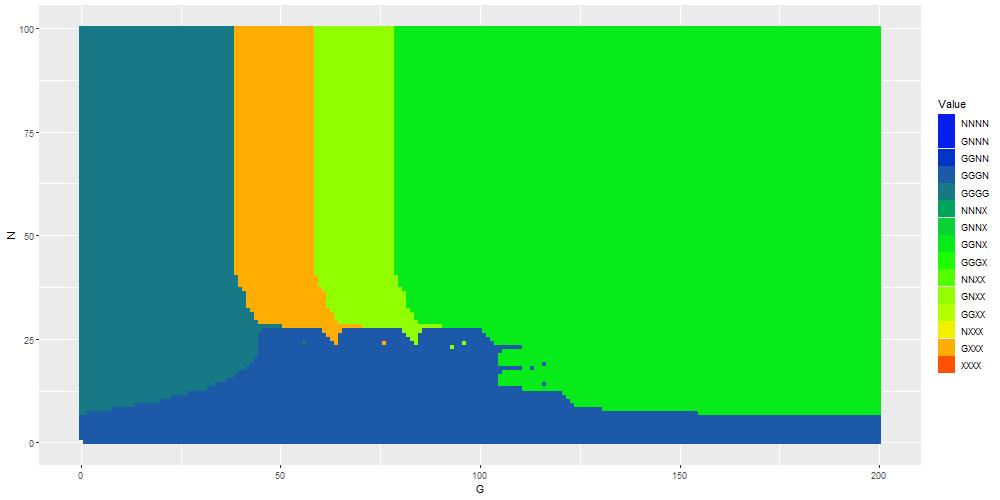 100
75
50
25
0
N
0
50
100
150
200
G
Value
NNNN
GNNN
GGNN
GGGN
GGGG
NNNX
GNNX
GGNX
GGGX
NNXX
GNXX
GGXX
NXXX
GXXX
XXXX